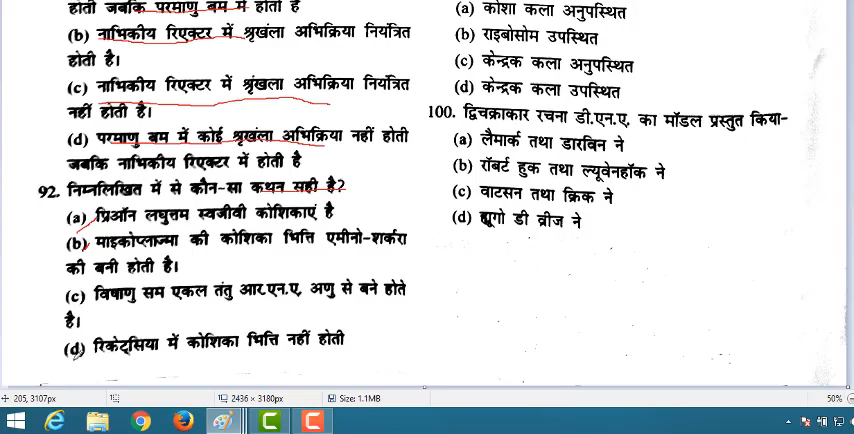 होती जबकि परमाणु बम में होती है
(b) नाभिकीय रिएक्टर में श्रृखला अभिक्रिया नियंत्रित
होती है।
(c) नाभिकीय रिएक्टर में श्रृंखला अभिक्रिया नियंत्रित
नहीं होती है।
(d) परमाणु बम में कोई श्रृखंला अभिक्रिया नहीं होती
जबकि नाभिकीय रिएक्टर में होती है
92. निम्नलिखित में से कौन-सा कथन सही है?
(a) प्रिऑन लघुत्तम स्वजीवी कोशिकाएं है
(b) माइकोप्लाज्मा की कोशिका भित्ति एमीनो-शर्करा
की बनी होती है।
(c) विषाणु सम एकल तंतु आर.एन.ए. अणु से बने होते
है।
(d) रिकेट्सिया में कोशिका भित्ति नहीं होती
(a) कोशा कला अनुपस्थित
(b) राइबोसोम उपस्थित
(c) केन्द्रक कला अनुपस्थित
(d) केन्द्रक कला उपस्थित
100. द्विचक्राकार रचना डी.एन.ए. का मॉडल प्रस्तुत किया-
(a) लैमार्क तथा डारविन ने
(b) रॉबर्ट हुक तथा ल्यूवेनहॉक ने
(c) वाटसन तथा क्रिक ने
(d) ह्यूगो डी व्रीज ने
205, 3107px
2436 × 3180px
Size: 1.1MB
50%